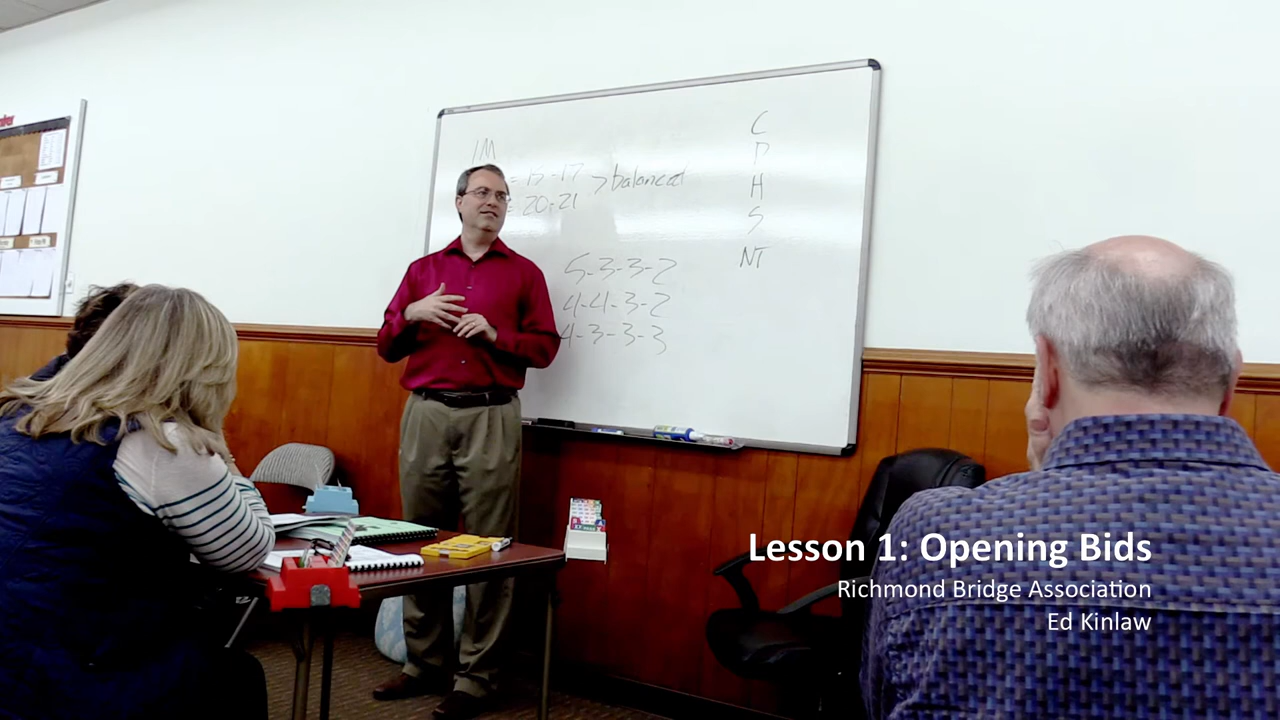 1M
= 15-17 > balanced
= 20-21
5-3-3-2
4-4-3-2
4-3-3-3
C
D
H
S
NT
Lesson 1: Opening Bids
Richmond Bridge Association
Ed Kinlaw